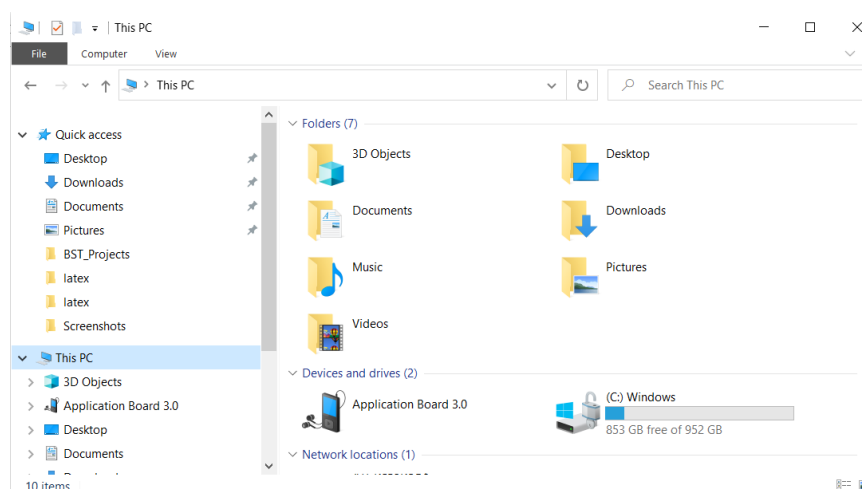 This PC
File Computer View
This PC
Search This PC
Quick access
Desktop
Downloads
Documents
Pictures
BST_Projects
latex
latex
Screenshots
This PC
3D Objects
Application Board 3.0
Desktop
Documents
Folders (7)
3D Objects
Desktop
Documents
Downloads
Music
Pictures
Videos
Devices and drives (2)
Application Board 3.0
(C:) Windows
853 GB free of 952 GB
Network locations (1)
10 items